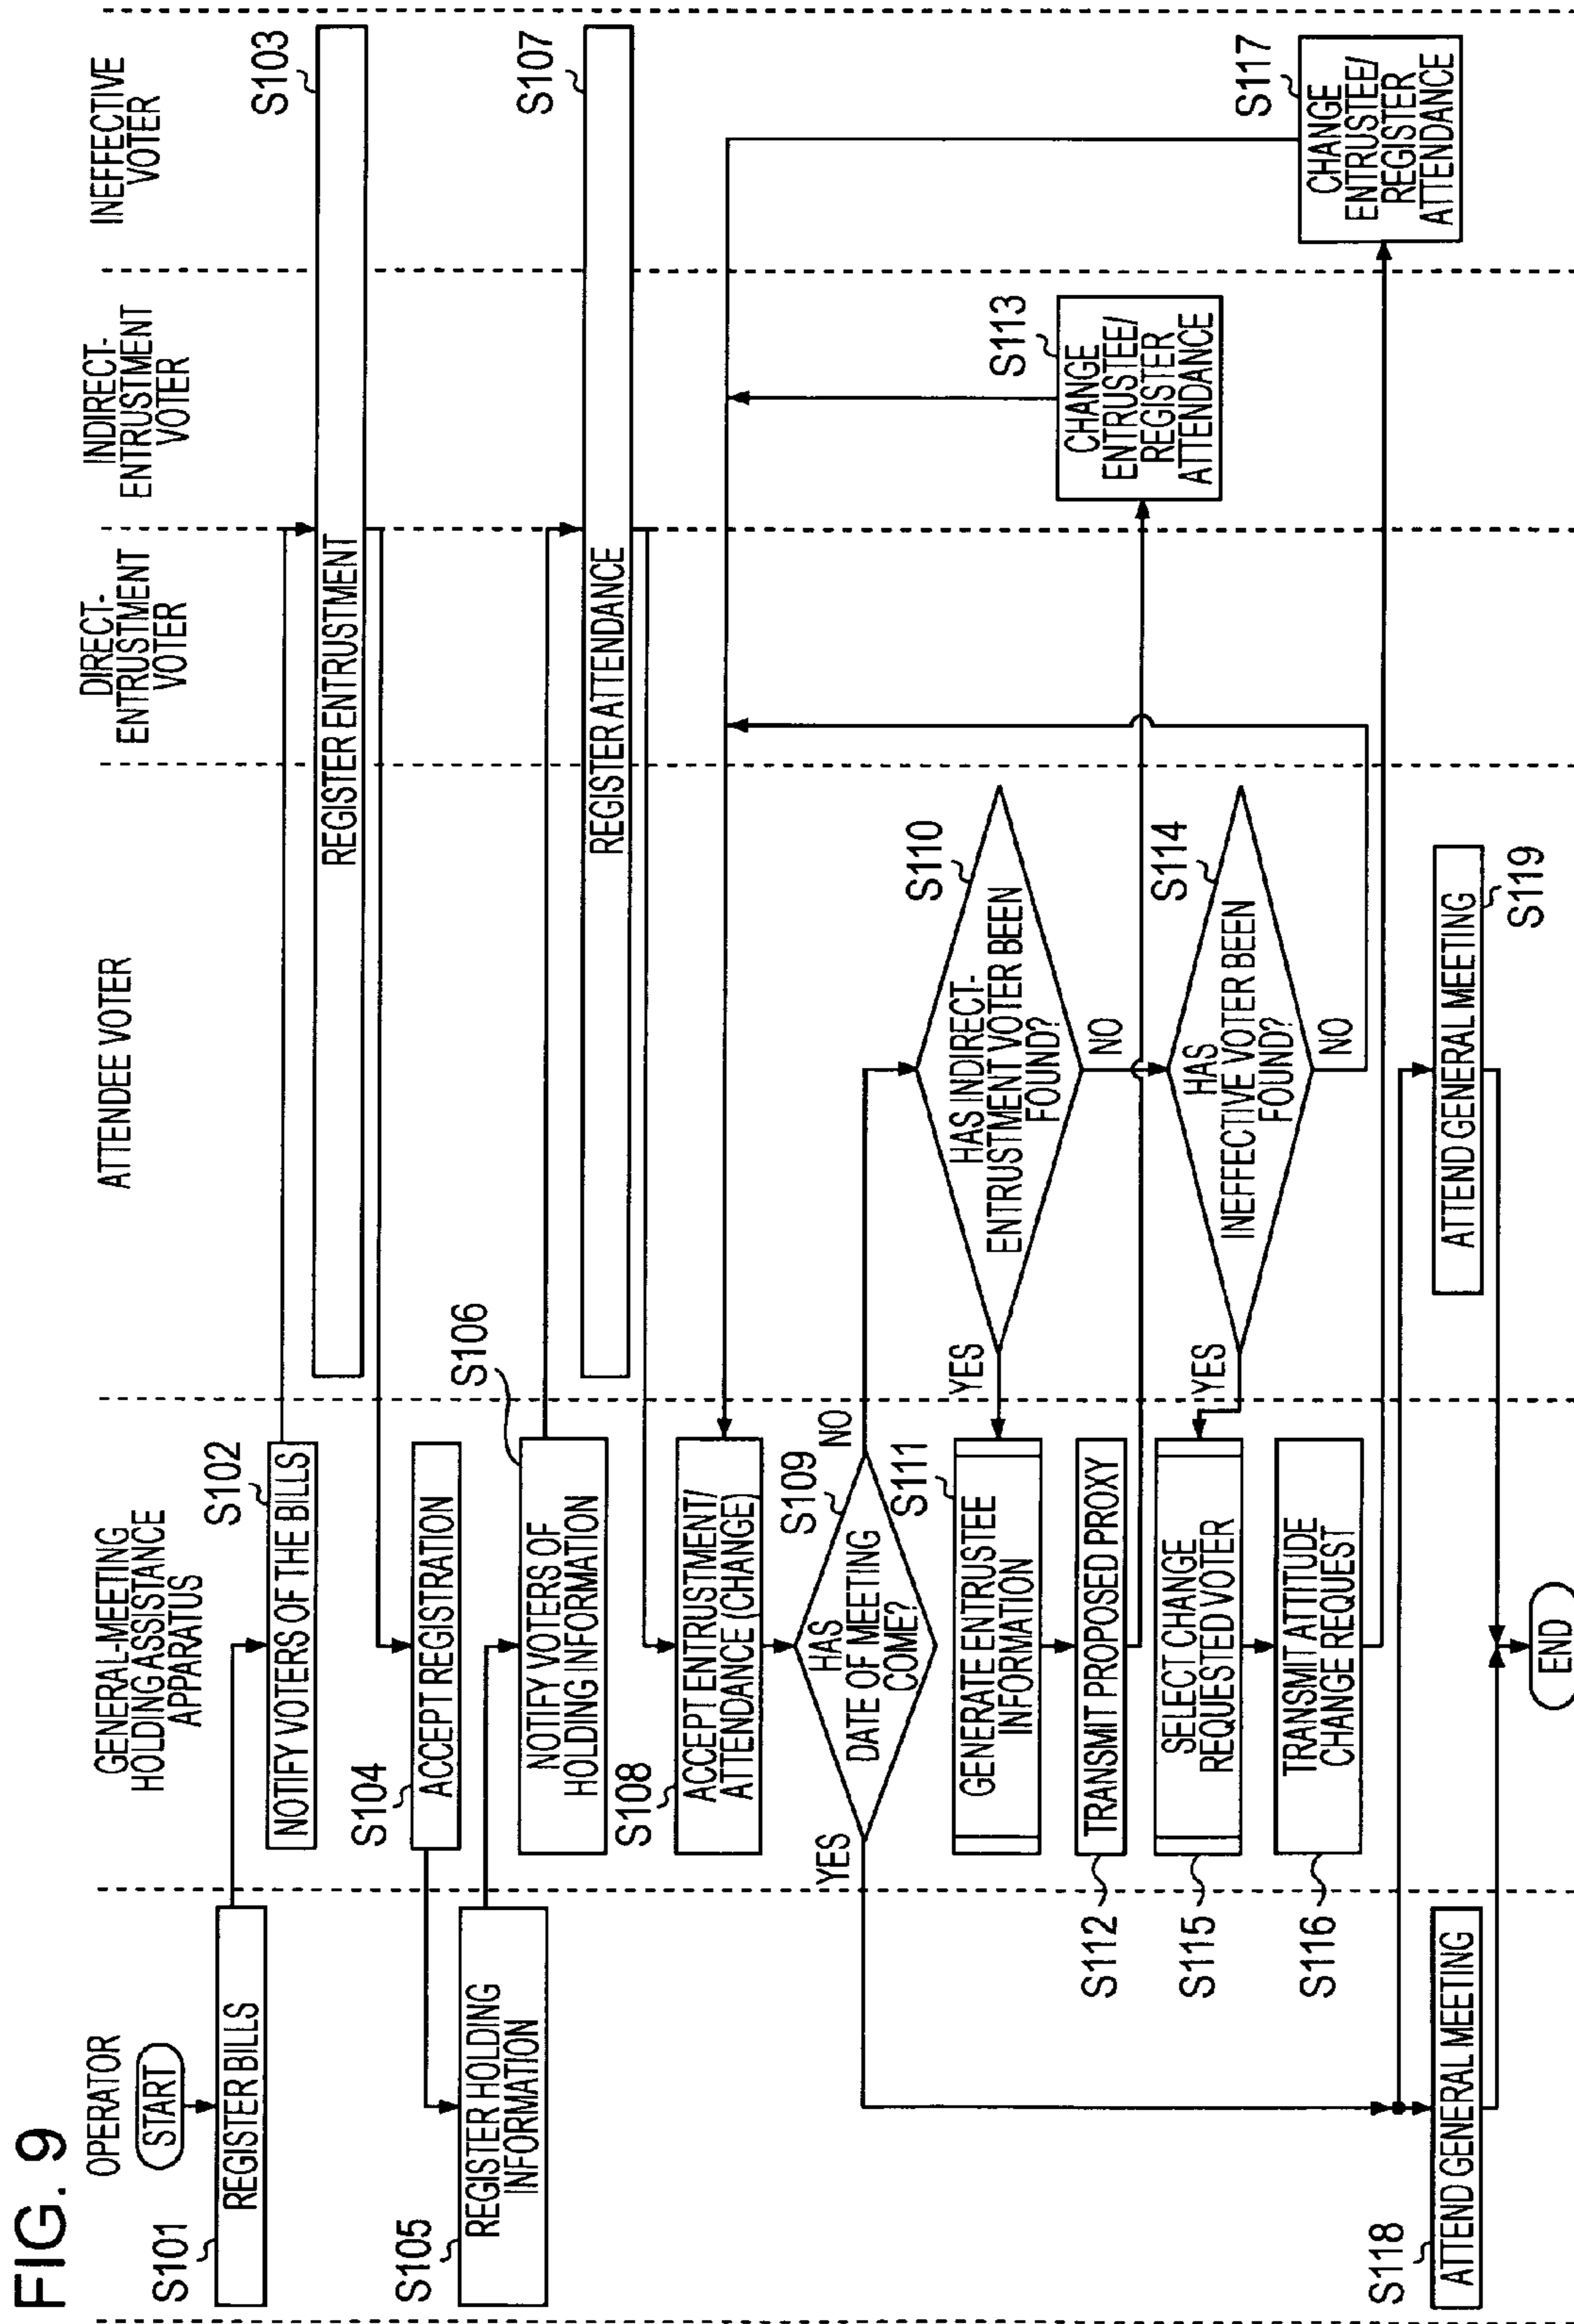 FIG. 9
OPERATOR
GENERAL-MEETING
HOLDING ASSISTANCE
APPARATUS
ATTENDEE VOTER
DIRECT-
ENTRUSTMENT
VOTER
INDIRECT-
ENTRUSTMENT
VOTER
INEFFECTIVE
VOTER
START
S101
REGISTER BILLS
S102
NOTIFY VOTERS OF THE BILLS
S103
REGISTER ENTRUSTMENT
S104
ACCEPT REGISTRATION
S105
REGISTER HOLDING
INFORMATION
S106
NOTIFY VOTERS OF
HOLDING INFORMATION
S107
REGISTER ATTENDANCE
S108
ACCEPT ENTRUSTMENT/
ATTENDANCE (CHANGE)
S109
HAS
DATE OF MEETING
COME?
YES
NO
S110
HAS INDIRECT-
ENTRUSTMENT VOTER BEEN
FOUND?
YES
NO
S111
GENERATE ENTRUSTEE
INFORMATION
S112
TRANSMIT PROPOSED PROXY
S113
CHANGE
ENTRUSTEE/
REGISTER
ATTENDANCE
S114
HAS
INEFFECTIVE VOTER BEEN
FOUND?
YES
NO
S115
SELECT CHANGE
REQUESTED VOTER
S116
TRANSMIT ATTITUDE
CHANGE REQUEST
S117
CHANGE
ENTRUSTEE/
REGISTER
ATTENDANCE
S118
ATTEND GENERAL MEETING
S119
ATTEND GENERAL MEETING
END